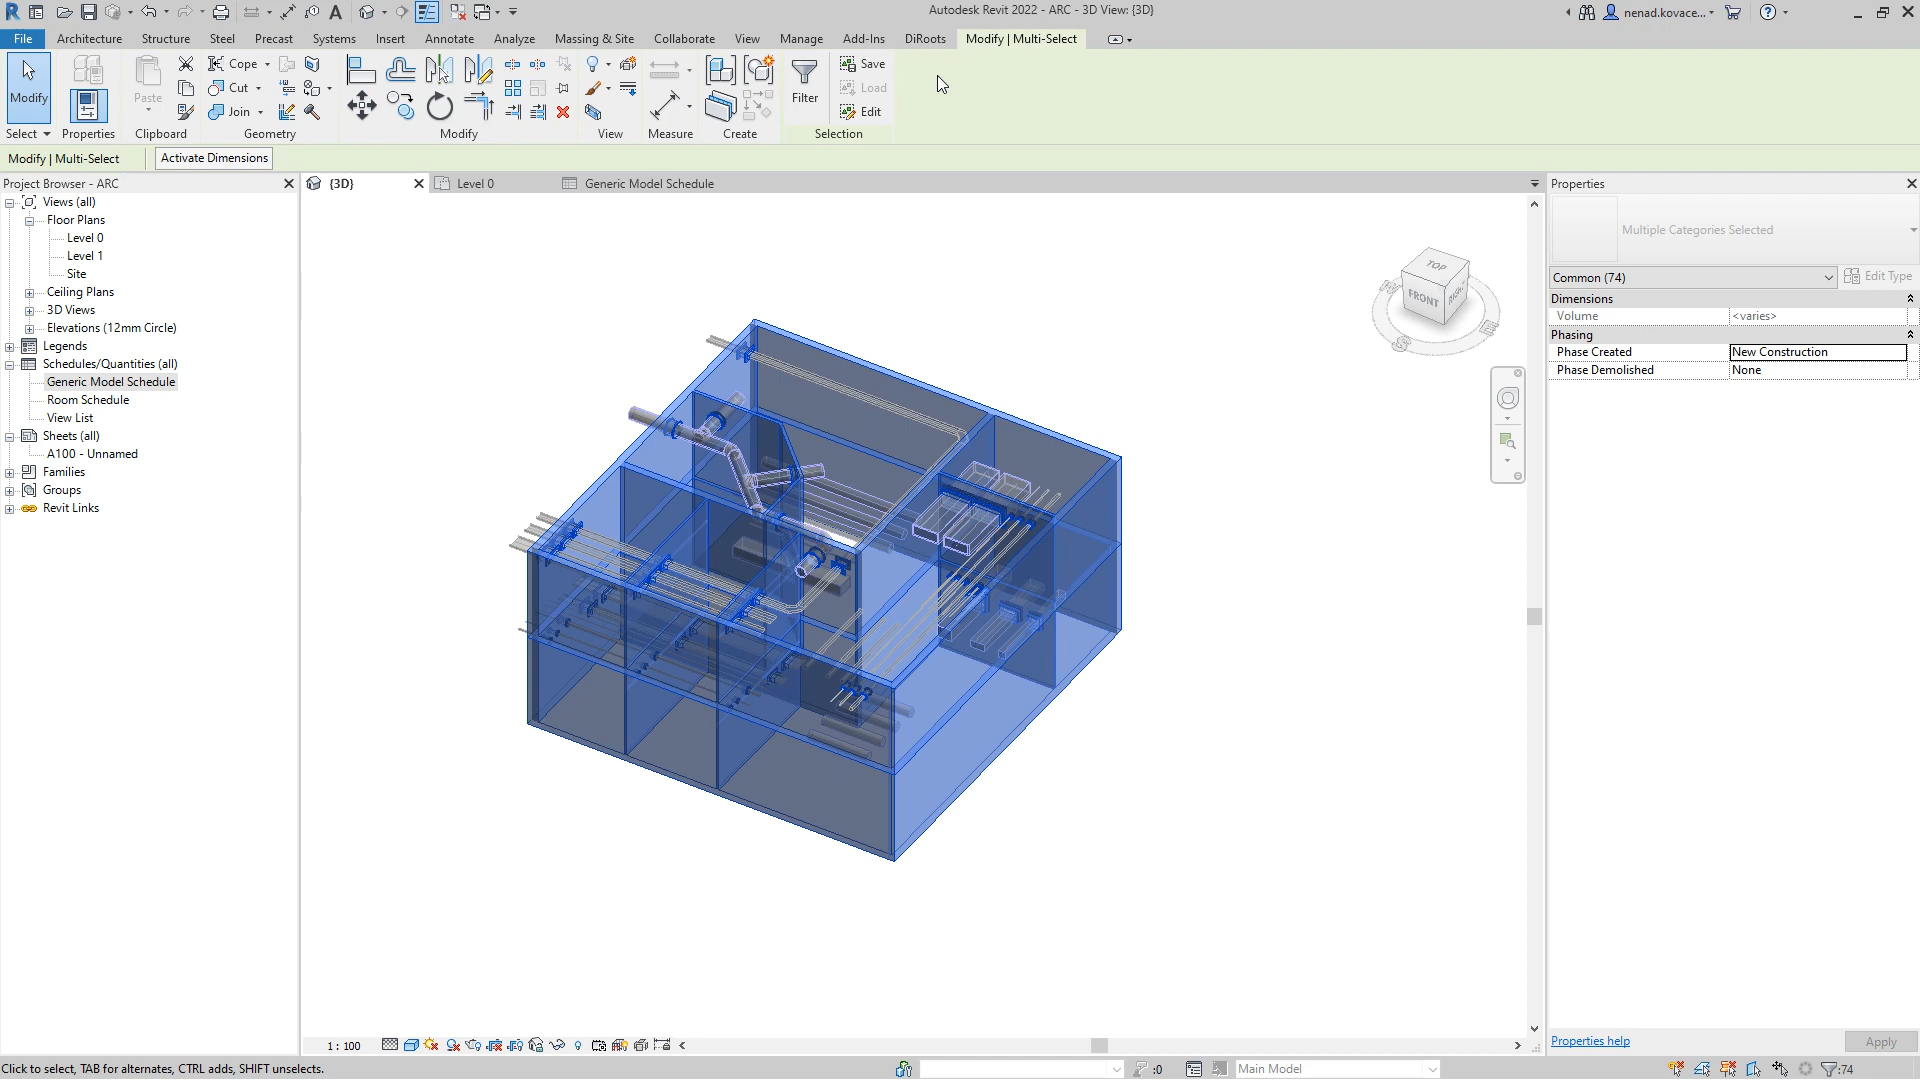 Autodesk Revit 2022 - ARC - 3D View: {3D}
nenad.kovace...
File Architecture Structure Steel Precast Systems Insert Annotate Analyze Massing & Site Collaborate View Manage Add-Ins DiRoots Modify | Multi-Select
Modify
Paste
Cope
Cut
Join
Filter
Save
Load
Edit
Select Properties Clipboard Geometry Modify View Measure Create Selection
Modify | Multi-Select Activate Dimensions
Project Browser - ARC
Views (all)
Floor Plans
Level 0
Level 1
Site
Ceiling Plans
3D Views
Elevations (12mm Circle)
Legends
Schedules/Quantities (all)
Generic Model Schedule
Room Schedule
View List
Sheets (all)
A100 - Unnamed
Families
Groups
Revit Links
{3D} Level 0 Generic Model Schedule
TOP
FRONT
RIGHT
S
E
Properties
Multiple Categories Selected
Common (74) Edit Type
Dimensions
Volume <varies>
Phasing
Phase Created New Construction
Phase Demolished None
Properties help Apply
1 : 100
Click to select, TAB for alternates, CTRL adds, SHIFT unselects.
:0
Main Model
:74